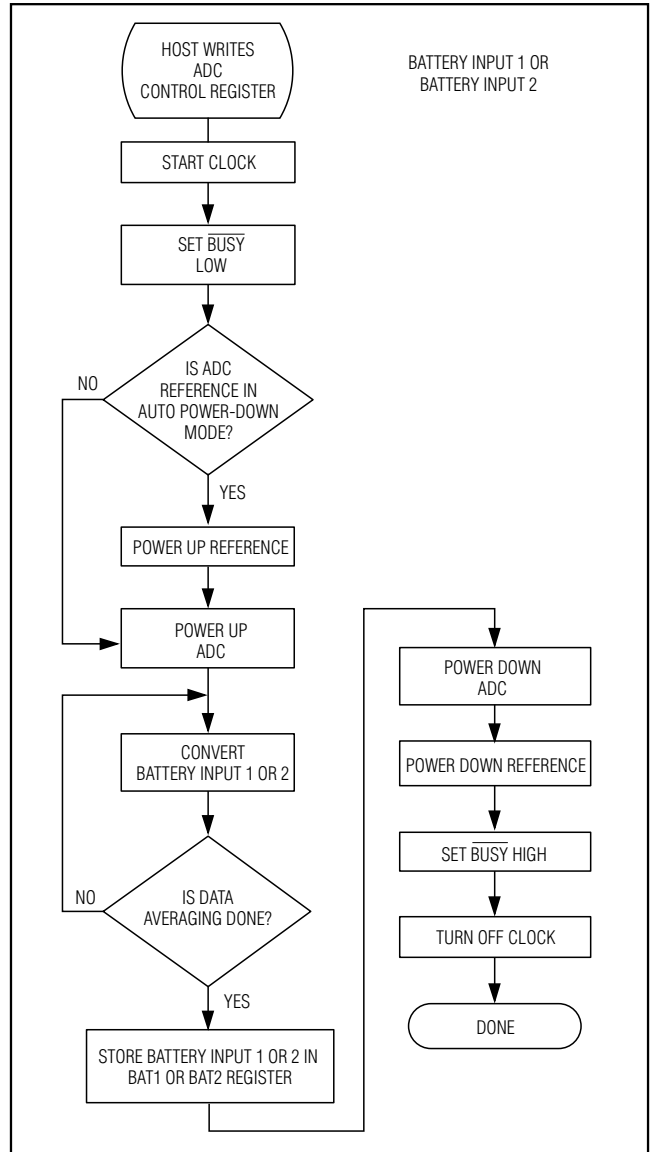 HOST WRITES
ADC
CONTROL REGISTER
BATTERY INPUT 1 OR
BATTERY INPUT 2
START CLOCK
SET B̅U̅S̅Y̅
LOW
IS ADC
REFERENCE IN
AUTO POWER-DOWN
MODE?
NO
YES
POWER UP REFERENCE
POWER UP
ADC
CONVERT
BATTERY INPUT 1 OR 2
IS DATA
AVERAGING DONE?
NO
YES
STORE BATTERY INPUT 1 OR 2 IN
BAT1 OR BAT2 REGISTER
POWER DOWN
ADC
POWER DOWN REFERENCE
SET B̅U̅S̅Y̅ HIGH
TURN OFF CLOCK
DONE